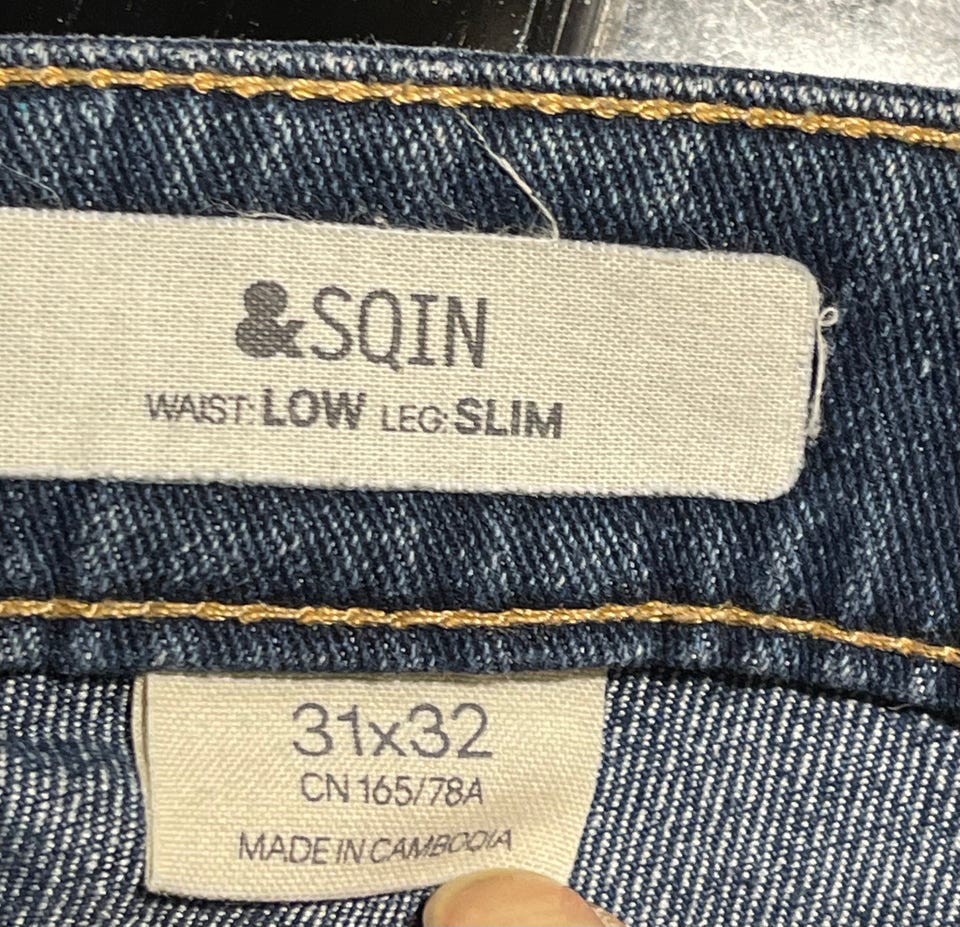 &SQIN
WAIST: LOW LEG: SLIM
31x32
CN 165/78A
MADE IN CAMBODIA